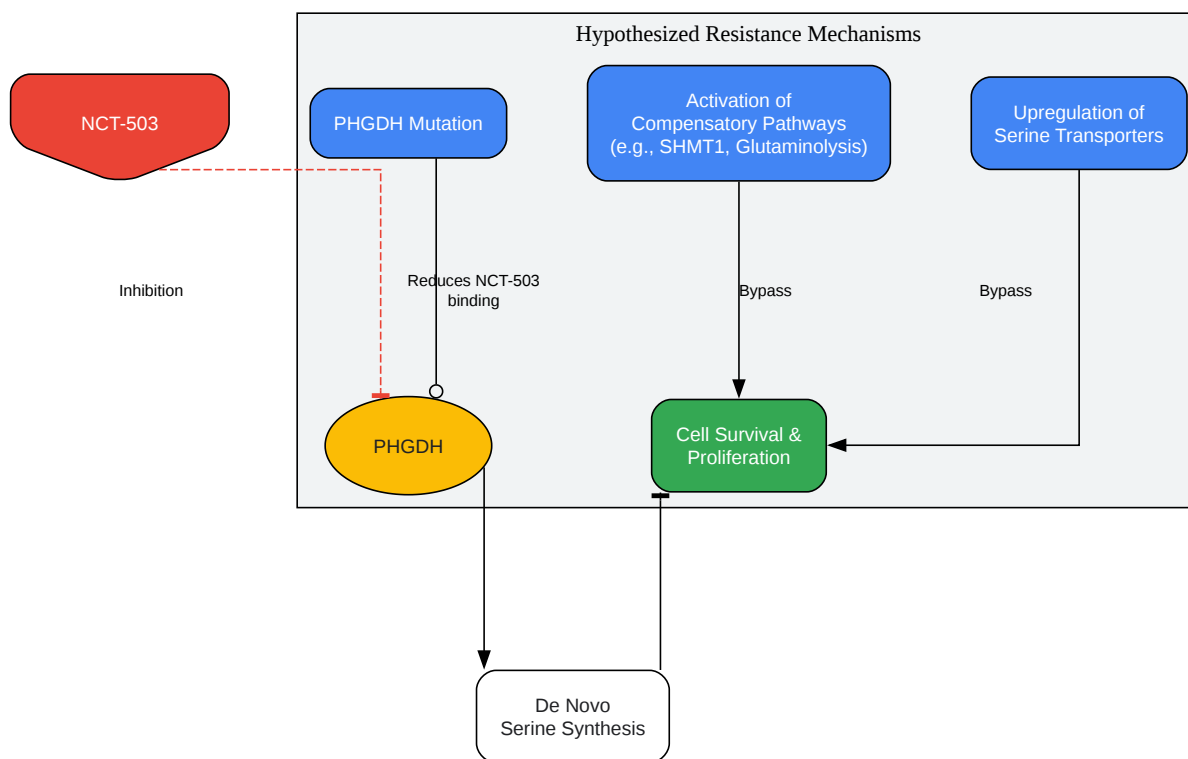 Hypothesized Resistance Mechanisms
NCT-503
PHGDH Mutation
Activation of
Compensatory Pathways
(e.g., SHMT1, Glutaminolysis)
Upregulation of
Serine Transporters
Inhibition
Reduces NCT-503
binding
Bypass
Bypass
PHGDH
Cell Survival &
Proliferation
De Novo
Serine Synthesis